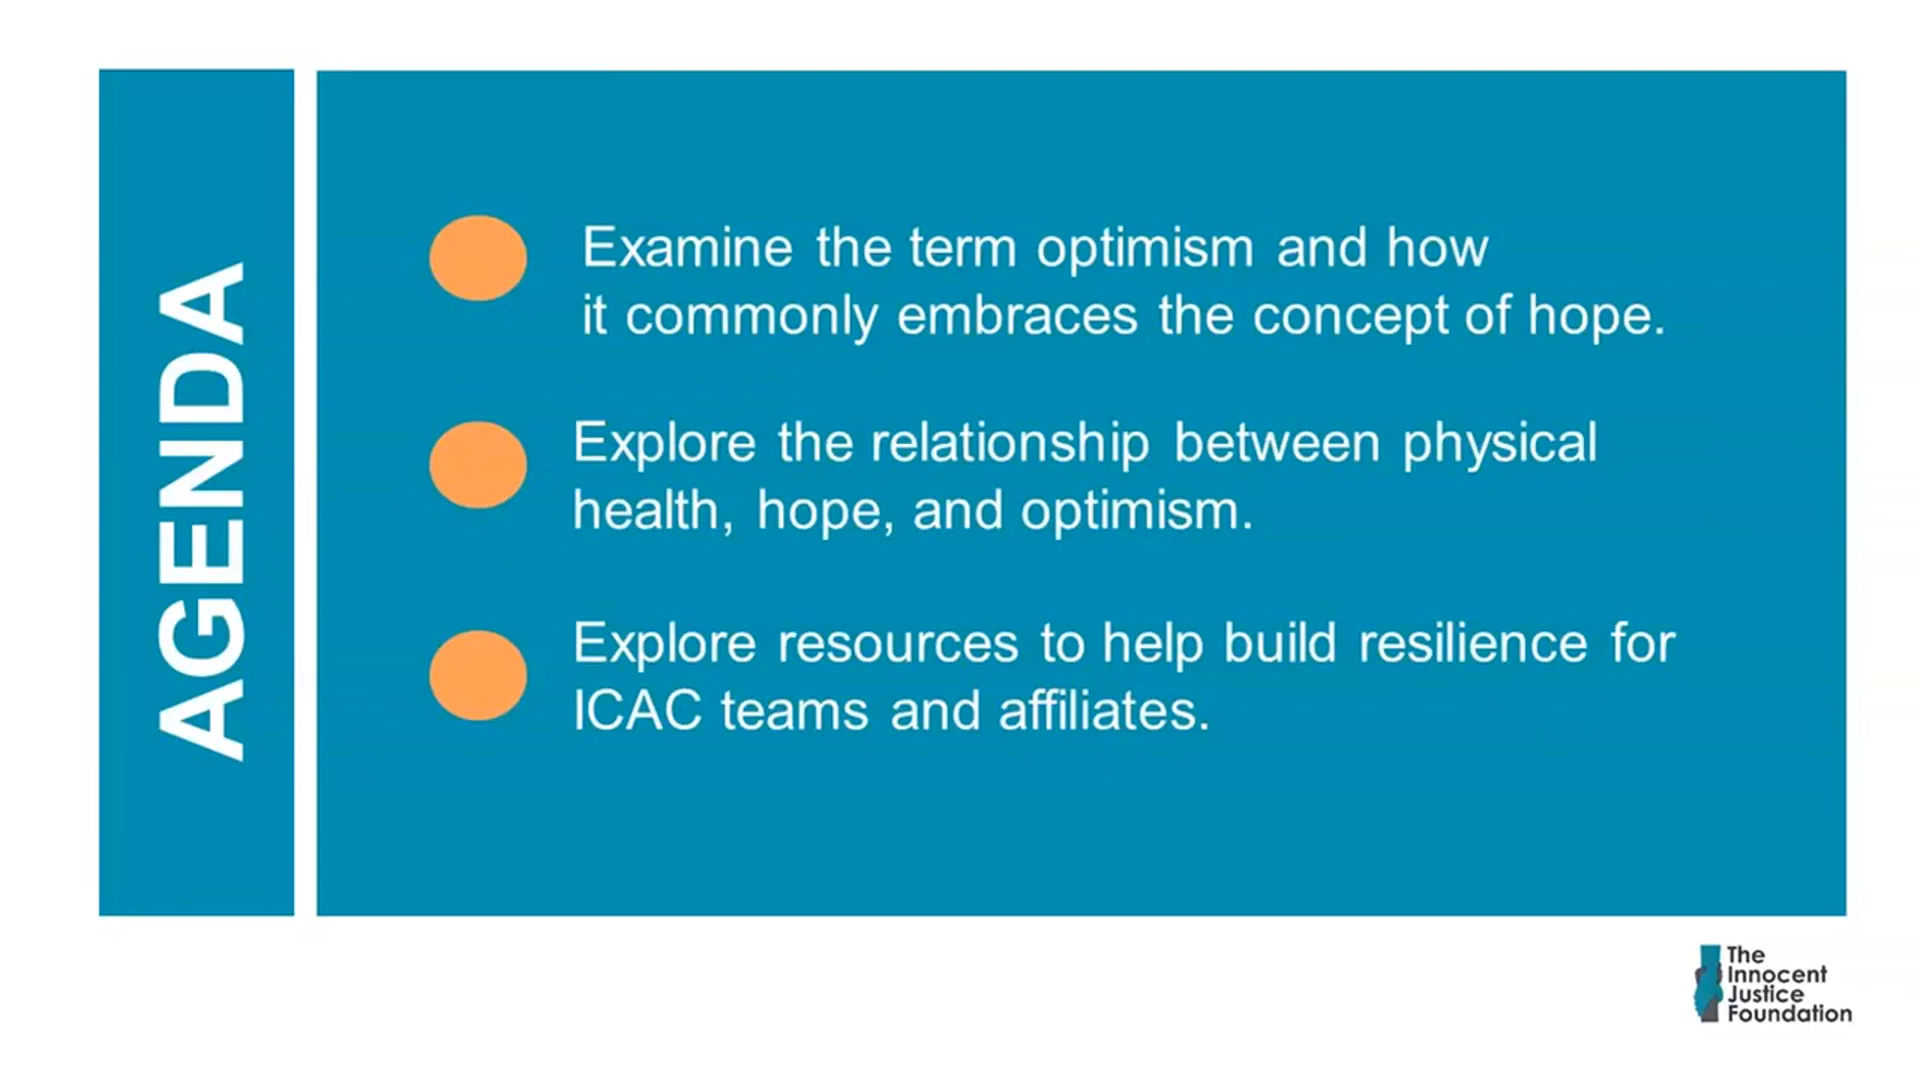 AGENDA
Examine the term optimism and how
it commonly embraces the concept of hope.
Explore the relationship between physical
health, hope, and optimism.
Explore resources to help build resilience for
ICAC teams and affiliates.
The
Innocent
Justice
Foundation